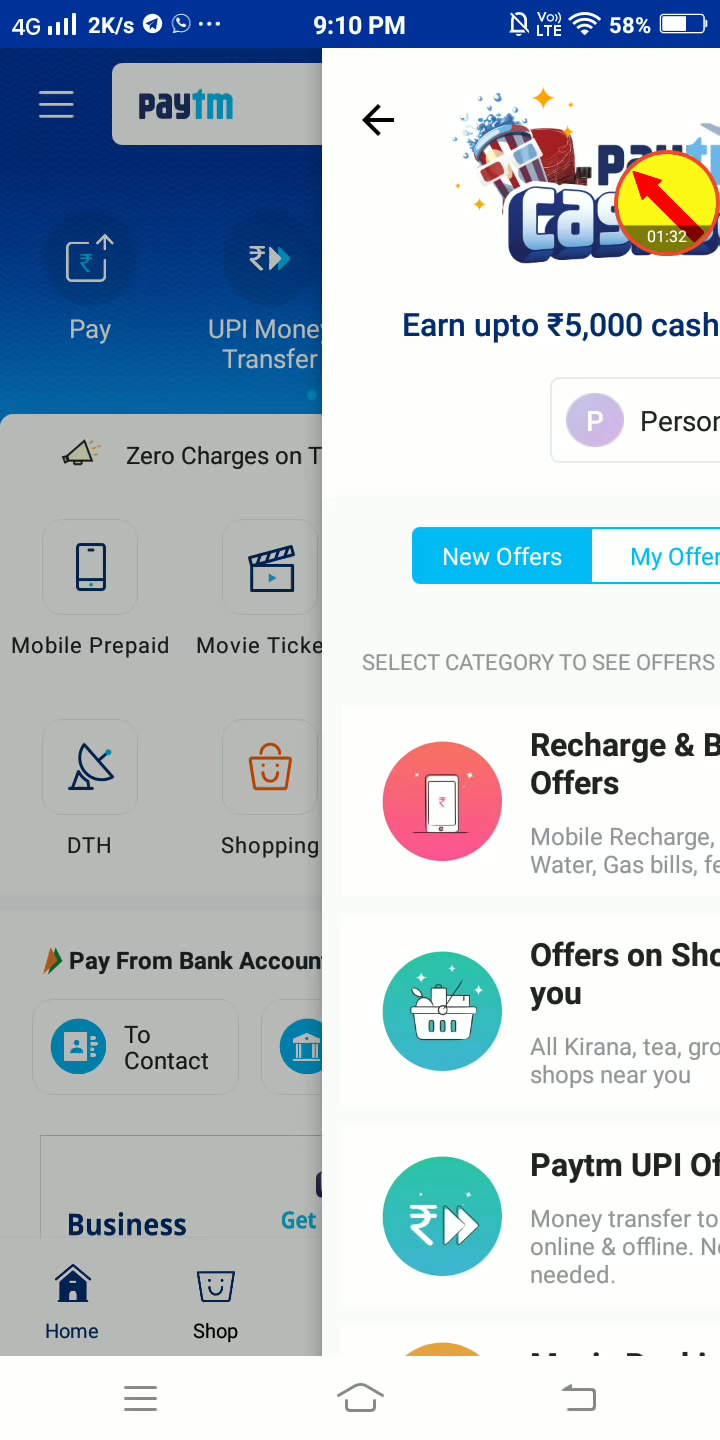 4G 2K/s ... 9:10 PM Vo)) LTE 58%
paytm
Pay
UPI Money
Transfer
Zero Charges on T
Mobile Prepaid
Movie Ticke
DTH
Shopping
Pay From Bank Accoun
To
Contact
Business
Get
Home
Shop
payt
Cas
01:32
Earn upto ₹5,000 cash
P Person
New Offers
My Offer
SELECT CATEGORY TO SEE OFFERS
Recharge & B
Offers
Mobile Recharge,
Water, Gas bills, fe
Offers on Sho
you
All Kirana, tea, gro
shops near you
Paytm UPI Of
Money transfer to
online & offline. No
needed.